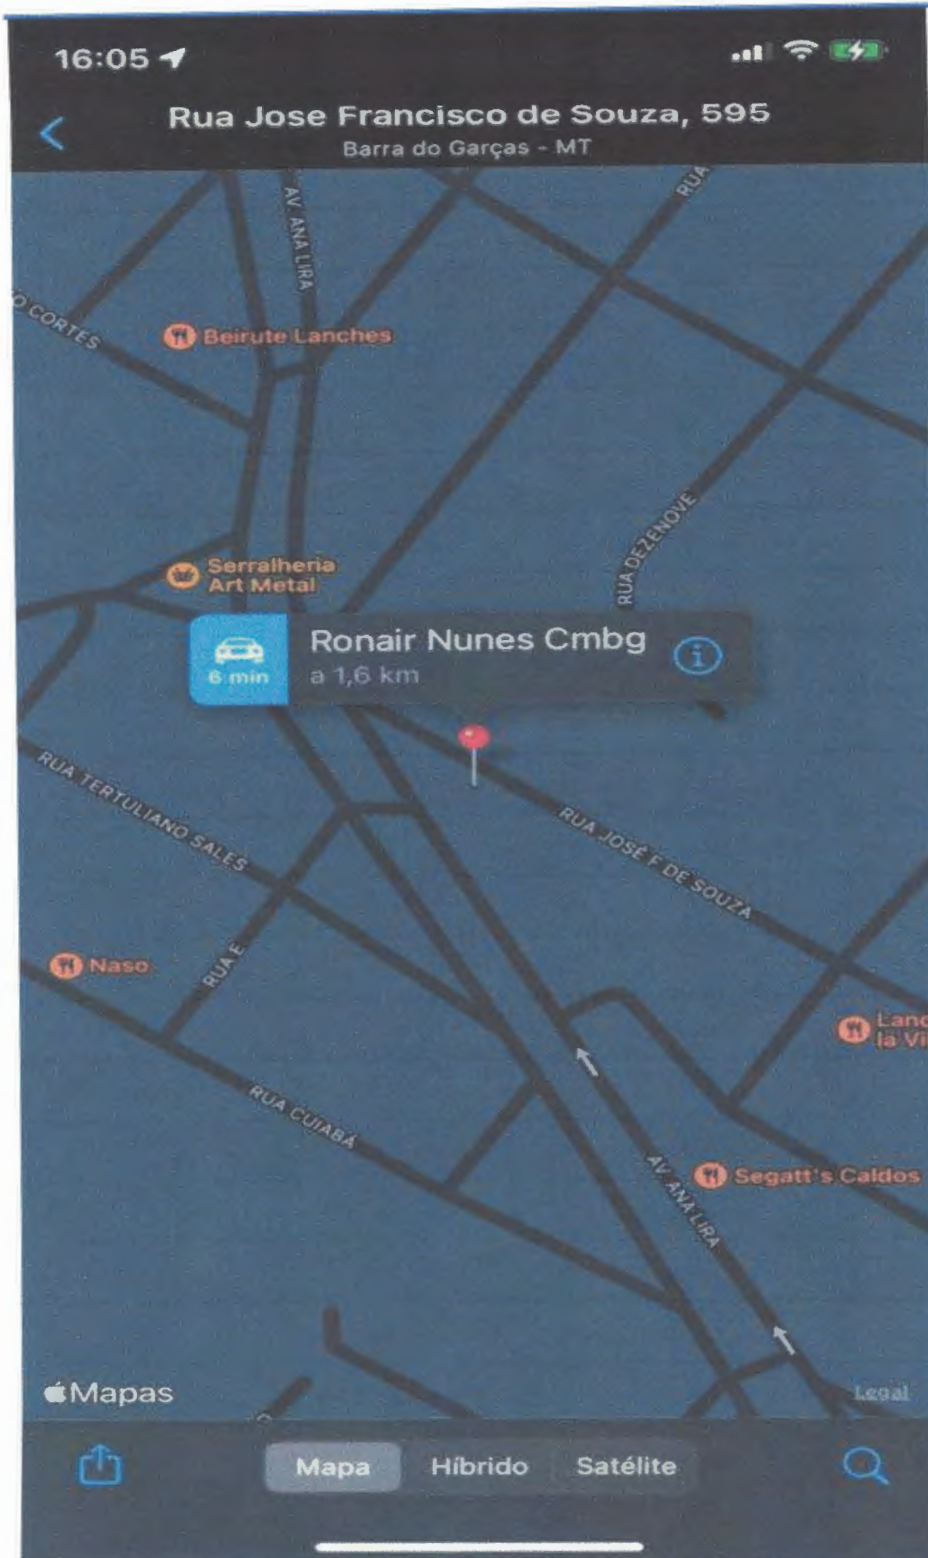 16:05
Rua Jose Francisco de Souza, 595
Barra do Garças - MT
AV. ANA LIRA
RUA
CORTES
Beirute Lanches
RUA DEZENOVE
Serralheria
Art Metal
Ronair Nunes Cmbg
6 min
a 1,6 km
RUA TERTULIANO SALES
RUA JOSÉ F DE SOUZA
RUA E
Naso
RUA CUIABÁ
AV. ANA LIRA
Segatt's Caldos
Mapas
Legal
Mapa
Híbrido
Satélite